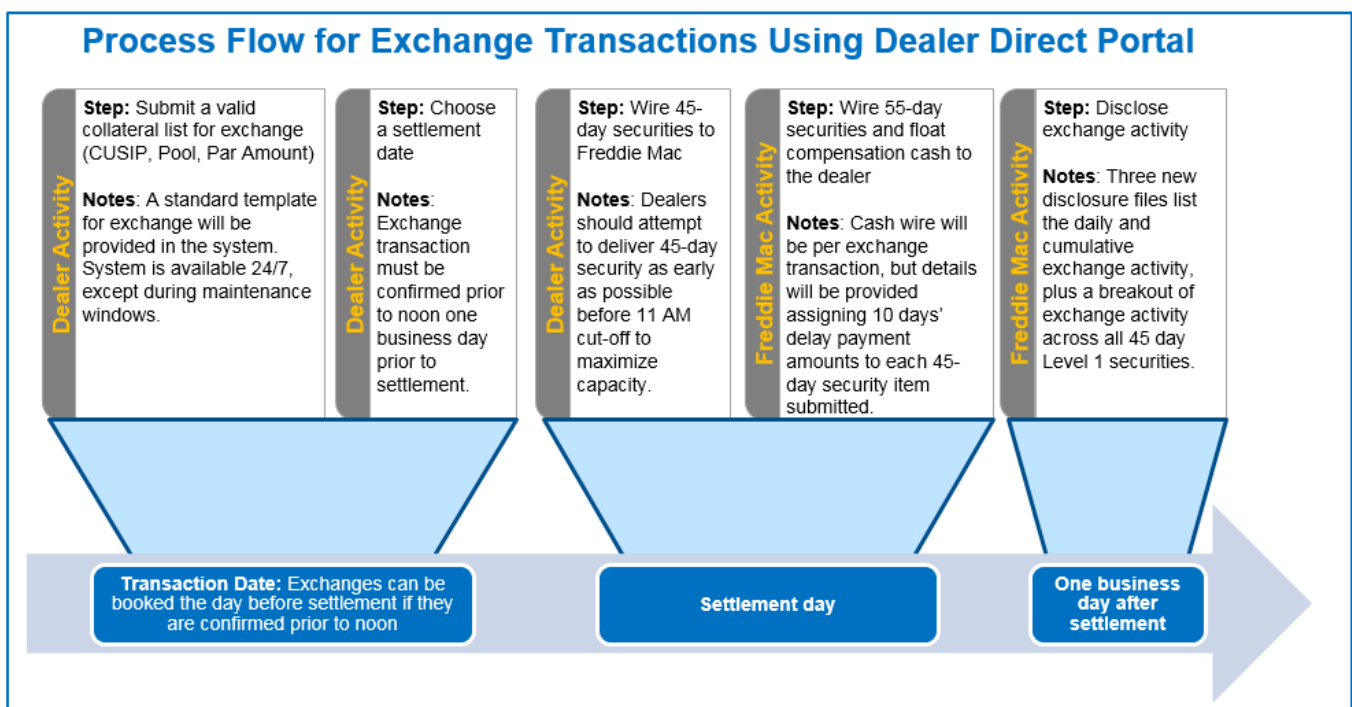 Process Flow for Exchange Transactions Using Dealer Direct Portal
Dealer Activity
Step: Submit a valid
collateral list for exchange
(CUSIP, Pool, Par Amount)
Notes: A standard template
for exchange will be
provided in the system.
System is available 24/7,
except during maintenance
windows.
Dealer Activity
Step: Choose
a settlement
date
Notes:
Exchange
transaction
must be
confirmed prior
to noon one
business day
prior to
settlement.
Dealer Activity
Step: Wire 45-
day securities to
Freddie Mac
Notes: Dealers
should attempt
to deliver 45-day
security as early
as possible
before 11 AM
cut-off to
maximize
capacity.
Freddie Mac Activity
Step: Wire 55-day
securities and float
compensation cash to
the dealer
Notes: Cash wire will
be per exchange
transaction, but details
will be provided
assigning 10 days’
delay payment
amounts to each 45-
day security item
submitted.
Freddie Mac Activity
Step: Disclose
exchange activity
Notes: Three new
disclosure files list
the daily and
cumulative
exchange activity,
plus a breakout of
exchange activity
across all 45 day
Level 1 securities.
Transaction Date: Exchanges can be
booked the day before settlement if they
are confirmed prior to noon
Settlement day
One business
day after
settlement